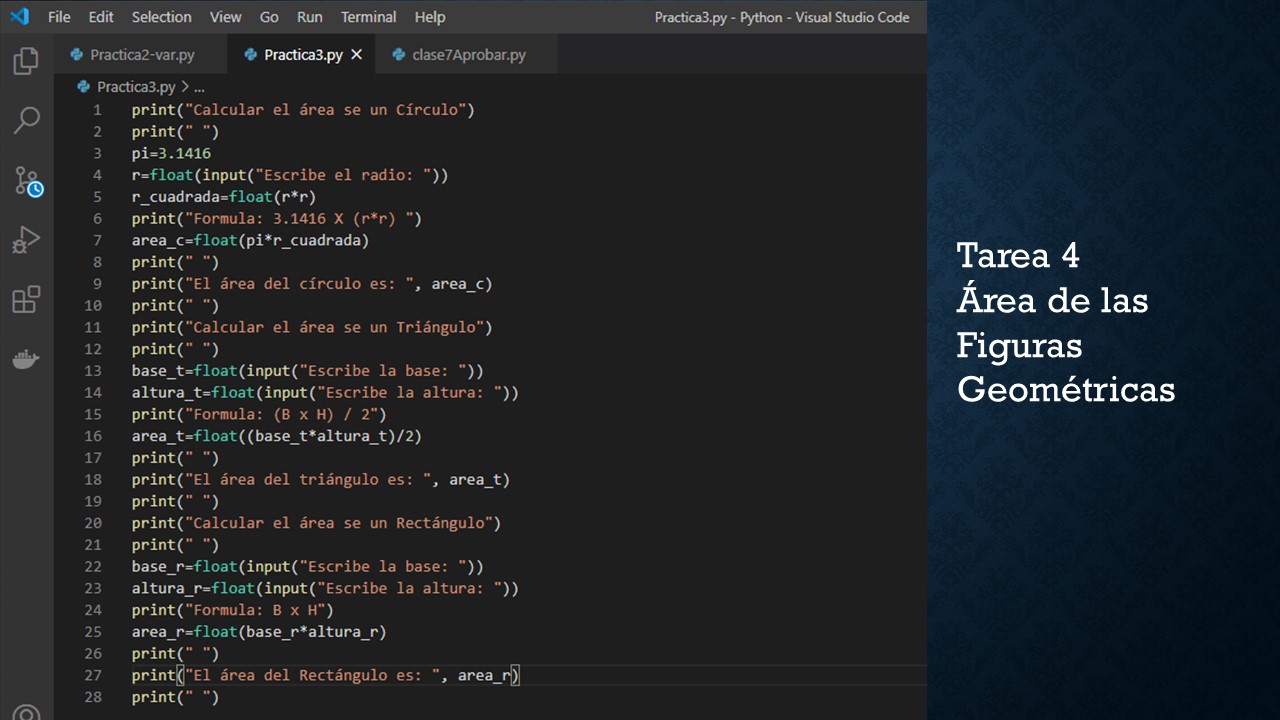 File Edit Selection View Go Run Terminal Help Practica3.py - Python - Visual Studio Code
Practica2-var.py Practica3.py × clase7Aprobar.py
Practica3.py > ...
1 print("Calcular el área se un Círculo")
2 print(" ")
3 pi=3.1416
4 r=float(input("Escribe el radio: "))
5 r_cuadrada=float(r*r)
6 print("Formula: 3.1416 X (r*r) ")
7 area_c=float(pi*r_cuadrada)
8 print(" ")
9 print("El área del círculo es: ", area_c)
10 print(" ")
11 print("Calcular el área se un Triángulo")
12 print(" ")
13 base_t=float(input("Escribe la base: "))
14 altura_t=float(input("Escribe la altura: "))
15 print("Formula: (B x H) / 2")
16 area_t=float((base_t*altura_t)/2)
17 print(" ")
18 print("El área del triángulo es: ", area_t)
19 print(" ")
20 print("Calcular el área se un Rectángulo")
21 print(" ")
22 base_r=float(input("Escribe la base: "))
23 altura_r=float(input("Escribe la altura: "))
24 print("Formula: B x H")
25 area_r=float(base_r*altura_r)
26 print(" ")
27 print("El área del Rectángulo es: ", area_r)
28 print(" ")
Tarea 4
Área de las
Figuras
Geométricas